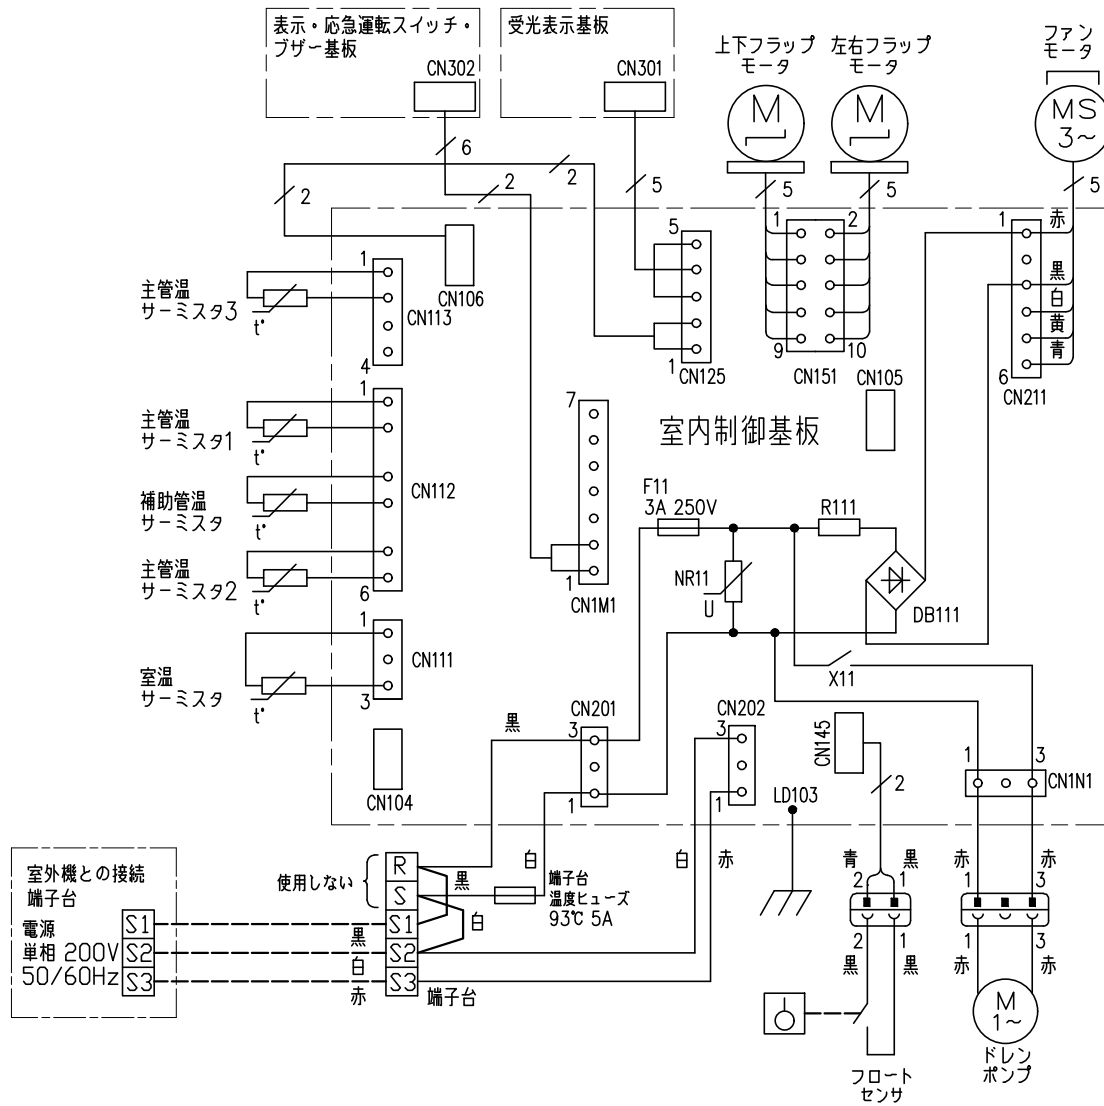 表示・応急運転スイッチ・
ブザー基板
CN302
受光表示基板
CN301
上下フラップ
モータ
M
左右フラップ
モータ
M
ファン
モータ
MS
3～
6
2
2
2
5
5
5
5
主管温
サーミスタ3
t°
1
4
CN113
CN106
5
1
CN125
1
2
9
10
CN151
CN105
1
6
CN211
赤
黒
白
黄
青
主管温
サーミスタ1
t°
補助管温
サーミスタ
t°
主管温
サーミスタ2
t°
1
6
CN112
7
1
CN1M1
室内制御基板
F11
3A 250V
R111
NR11
U
DB111
X11
室温
サーミスタ
t°
1
3
CN111
CN104
黒
CN201
3
1
CN202
3
1
CN145
2
LD103
1
3
CN1N1
室外機との接続
端子台
電源
単相 200V
50/60Hz
S1
S2
S3
黒
白
赤
使用しない
R
S
S1
S2
S3
端子台
黒
白
白
端子台
温度ヒューズ
93℃ 5A
白
赤
青
黒
2
1
2
1
黒
黒
フロート
センサ
赤
赤
1
3
1
3
赤
赤
M
1～
ドレン
ポンプ